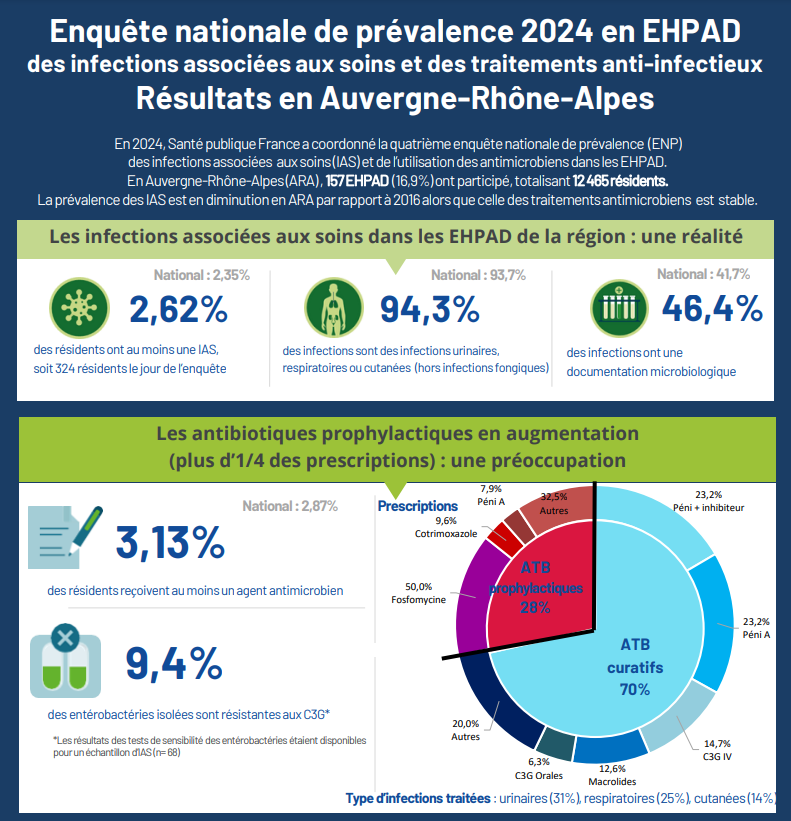 Enquête nationale de prévalence 2024 en EHPAD
des infections associées aux soins et des traitements anti-infectieux
Résultats en Auvergne-Rhône-Alpes
En 2024, Santé publique France a coordonné la quatrième enquête nationale de prévalence (ENP)
des infections associées aux soins (IAS) et de l'utilisation des antimicrobiens dans les EHPAD.
En Auvergne-Rhône-Alpes (ARA), 157 EHPAD (16,9%) ont participé, totalisant 12 465 résidents.
La prévalence des IAS est en diminution en ARA par rapport à 2016 alors que celle des traitements antimicrobiens est stable.
Les infections associées aux soins dans les EHPAD de la région : une réalité
National : 2,35%
2,62%
des résidents ont au moins une IAS,
soit 324 résidents le jour de l'enquête
National : 93,7%
94,3%
des infections sont des infections urinaires,
respiratoires ou cutanées (hors infections fongiques)
National : 41,7%
46,4%
des infections ont une
documentation microbiologique
Les antibiotiques prophylactiques en augmentation
(plus d'1/4 des prescriptions) : une préoccupation
National : 2,87%
3,13%
des résidents reçoivent au moins un agent antimicrobien
9,4%
des entérobactéries isolées sont résistantes aux C3G*
*Les résultats des tests de sensibilité des entérobactéries étaient disponibles
pour un échantillon d'IAS (n= 68)
Prescriptions
7,9%
Péni A
32,5%
Autres
9,6%
Cotrimoxazole
50,0%
Fosfomycine
ATB
prophylactiques
28%
23,2%
Péni + inhibiteur
23,2%
Péni A
ATB
curatifs
70%
14,7%
C3G IV
12,6%
Macrolides
6,3%
C3G Orales
20,0%
Autres
Type d'infections traitées : urinaires (31%), respiratoires (25%), cutanées (14%)